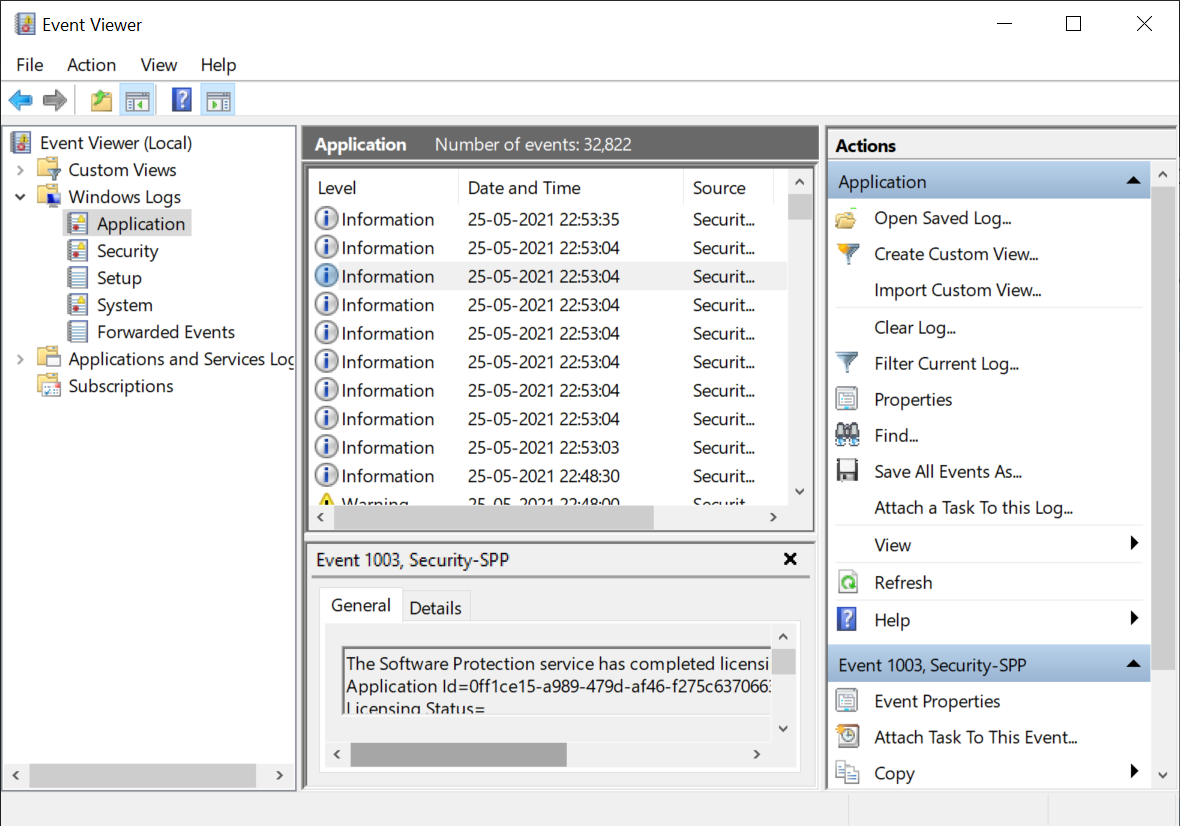 Event Viewer
File Action View Help
Event Viewer (Local)
Custom Views
Windows Logs
Application
Security
Setup
System
Forwarded Events
Applications and Services Log
Subscriptions
Application Number of events: 32,822
Level Date and Time Source
Information 25-05-2021 22:53:35 Securit...
Information 25-05-2021 22:53:04 Securit...
Information 25-05-2021 22:53:04 Securit...
Information 25-05-2021 22:53:04 Securit...
Information 25-05-2021 22:53:04 Securit...
Information 25-05-2021 22:53:04 Securit...
Information 25-05-2021 22:53:04 Securit...
Information 25-05-2021 22:53:04 Securit...
Information 25-05-2021 22:53:03 Securit...
Information 25-05-2021 22:48:30 Securit...
Warning 25-05-2021 22:48:00 Securit...
Event 1003, Security-SPP
General Details
The Software Protection service has completed licensi
Application Id=0ff1ce15-a989-479d-af46-f275c6370663
Licensing Status=
Actions
Application
Open Saved Log...
Create Custom View...
Import Custom View...
Clear Log...
Filter Current Log...
Properties
Find...
Save All Events As...
Attach a Task To this Log...
View
Refresh
Help
Event 1003, Security-SPP
Event Properties
Attach Task To This Event...
Copy